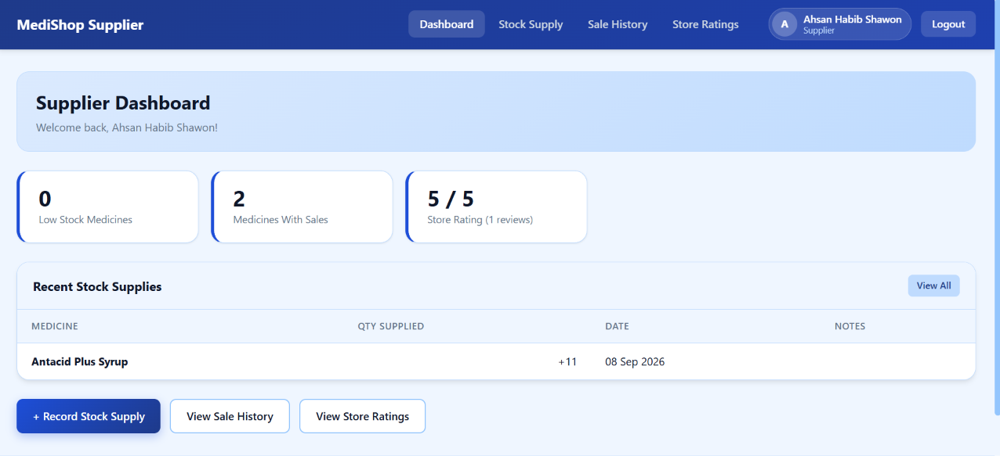 MediShop Supplier
Dashboard Stock Supply Sale History Store Ratings
A
Ahsan Habib Shawon
Supplier
Logout
Supplier Dashboard
Welcome back, Ahsan Habib Shawon!
0
Low Stock Medicines
2
Medicines With Sales
5 / 5
Store Rating (1 reviews)
Recent Stock Supplies
View All
MEDICINE QTY SUPPLIED DATE NOTES
Antacid Plus Syrup +11 08 Sep 2026
+ Record Stock Supply
View Sale History
View Store Ratings